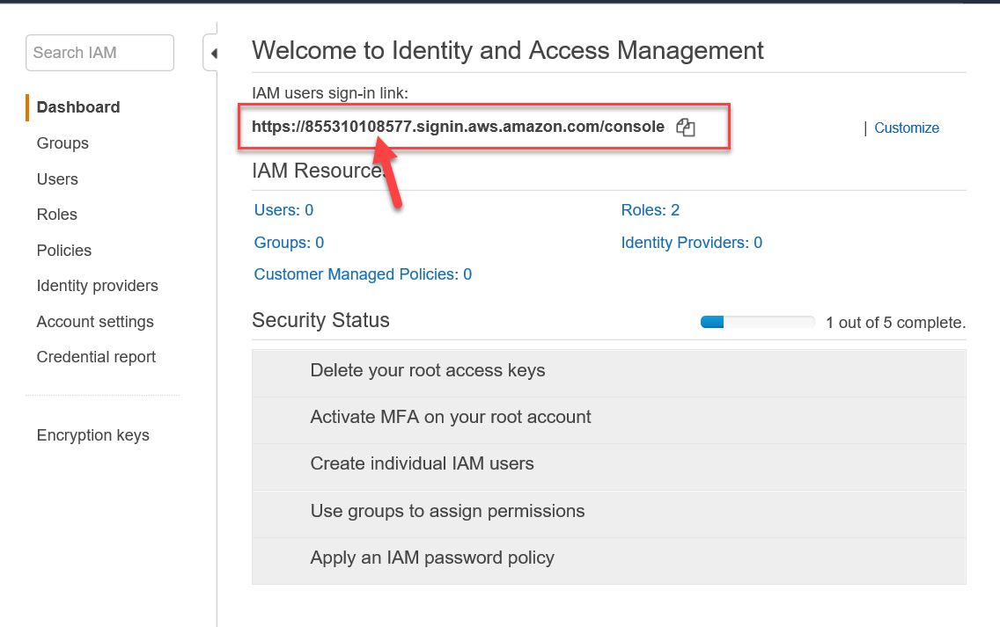 Search IAM
Dashboard
Groups
Users
Roles
Policies
Identity providers
Account settings
Credential report
Encryption keys
Welcome to Identity and Access Management
IAM users sign-in link:
https://855310108577.signin.aws.amazon.com/console
| Customize
IAM Resources
Users: 0
Roles: 2
Groups: 0
Identity Providers: 0
Customer Managed Policies: 0
Security Status
1 out of 5 complete.
Delete your root access keys
Activate MFA on your root account
Create individual IAM users
Use groups to assign permissions
Apply an IAM password policy